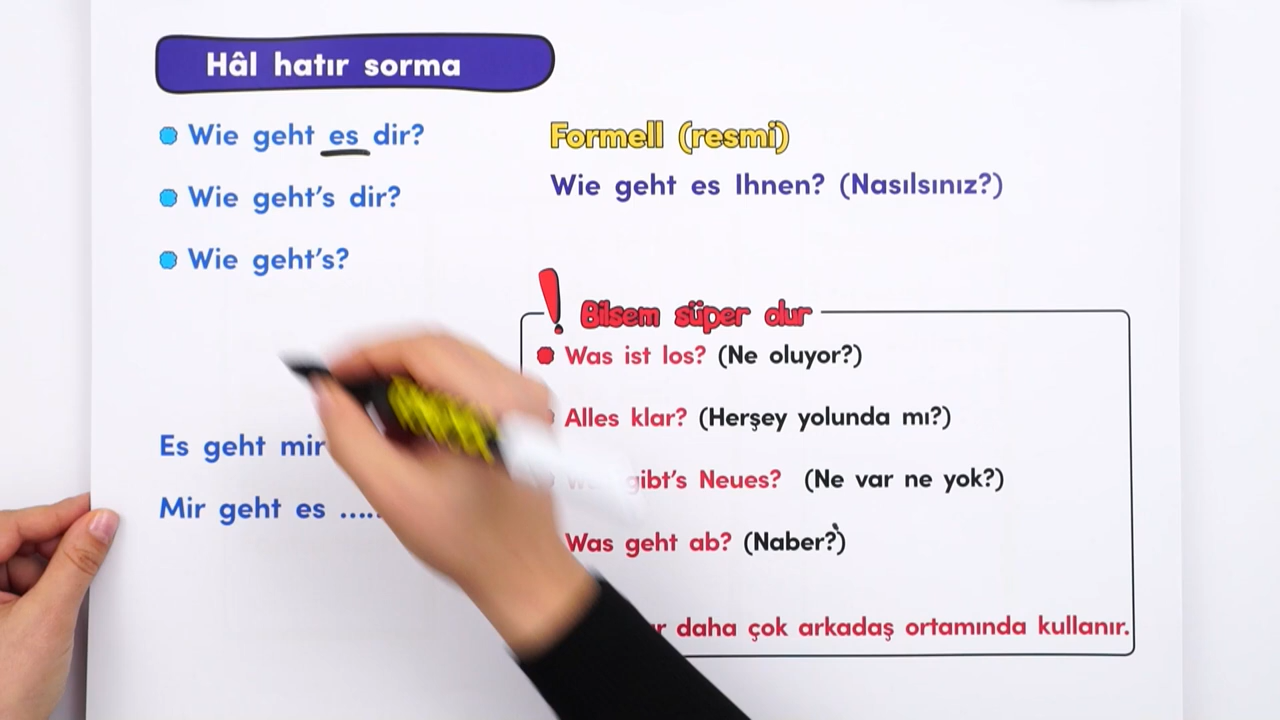 Hâl hatır sorma
Wie geht es dir?
Wie geht's dir?
Wie geht's?
Es geht mir
Mir geht es .....
Formell (resmi)
Wie geht es Ihnen? (Nasılsınız?)
Bilsem süper olur
Was ist los? (Ne oluyor?)
Alles klar? (Herşey yolunda mı?)
gibt's Neues? (Ne var ne yok?)
Was geht ab? (Naber?)
daha çok arkadaş ortamında kullanır.